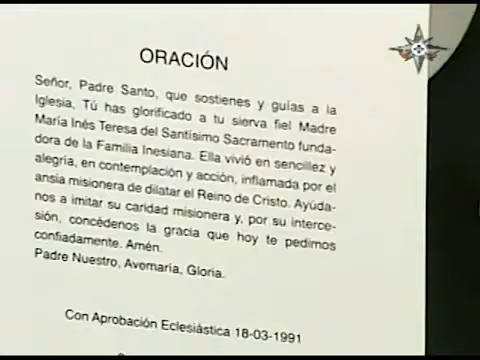 ORACIÓN
Señor, Padre Santo, que sostienes y guías a la
Iglesia, Tú has glorificado a tu sierva fiel Madre
María Inés Teresa del Santísimo Sacramento funda-
dora de la Familia Inesiana. Ella vivió en sencillez y
alegría, en contemplación y acción, inflamada por el
ansia misionera de dilatar el Reino de Cristo. Ayúda-
nos a imitar su caridad misionera y, por su interce-
sión, concédenos la gracia que hoy te pedimos
confiadamente. Amén.
Padre Nuestro, Avemaría, Gloria.
Con Aprobación Eclesiástica 18-03-1991